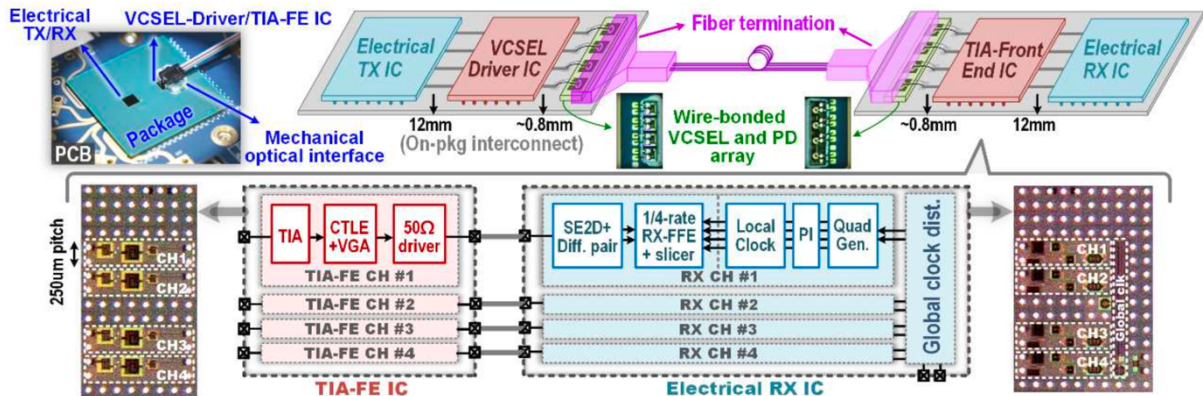 Electrical
TX/RX
VCSEL-Driver/TIA-FE IC
Package
PCB
Mechanical
optical interface
Electrical
TX IC
VCSEL
Driver IC
12mm
~0.8mm
(On-pkg interconnect)
Fiber termination
Wire-bonded
VCSEL and PD
array
TIA-Front
End IC
Electrical
RX IC
~0.8mm
12mm
250um pitch
CH1
CH2
CH3
CH4
TIA
CTLE
+VGA
50Ω
driver
TIA-FE CH #1
TIA-FE CH #2
TIA-FE CH #3
TIA-FE CH #4
TIA-FE IC
SE2D+
Diff. pair
1/4-rate
RX-FFE
+ slicer
Local
Clock
PI
Quad
Gen.
RX CH #1
RX CH #2
RX CH #3
RX CH #4
Global clock dist.
Electrical RX IC
CH1
CH2
CH3
CH4
Global clk